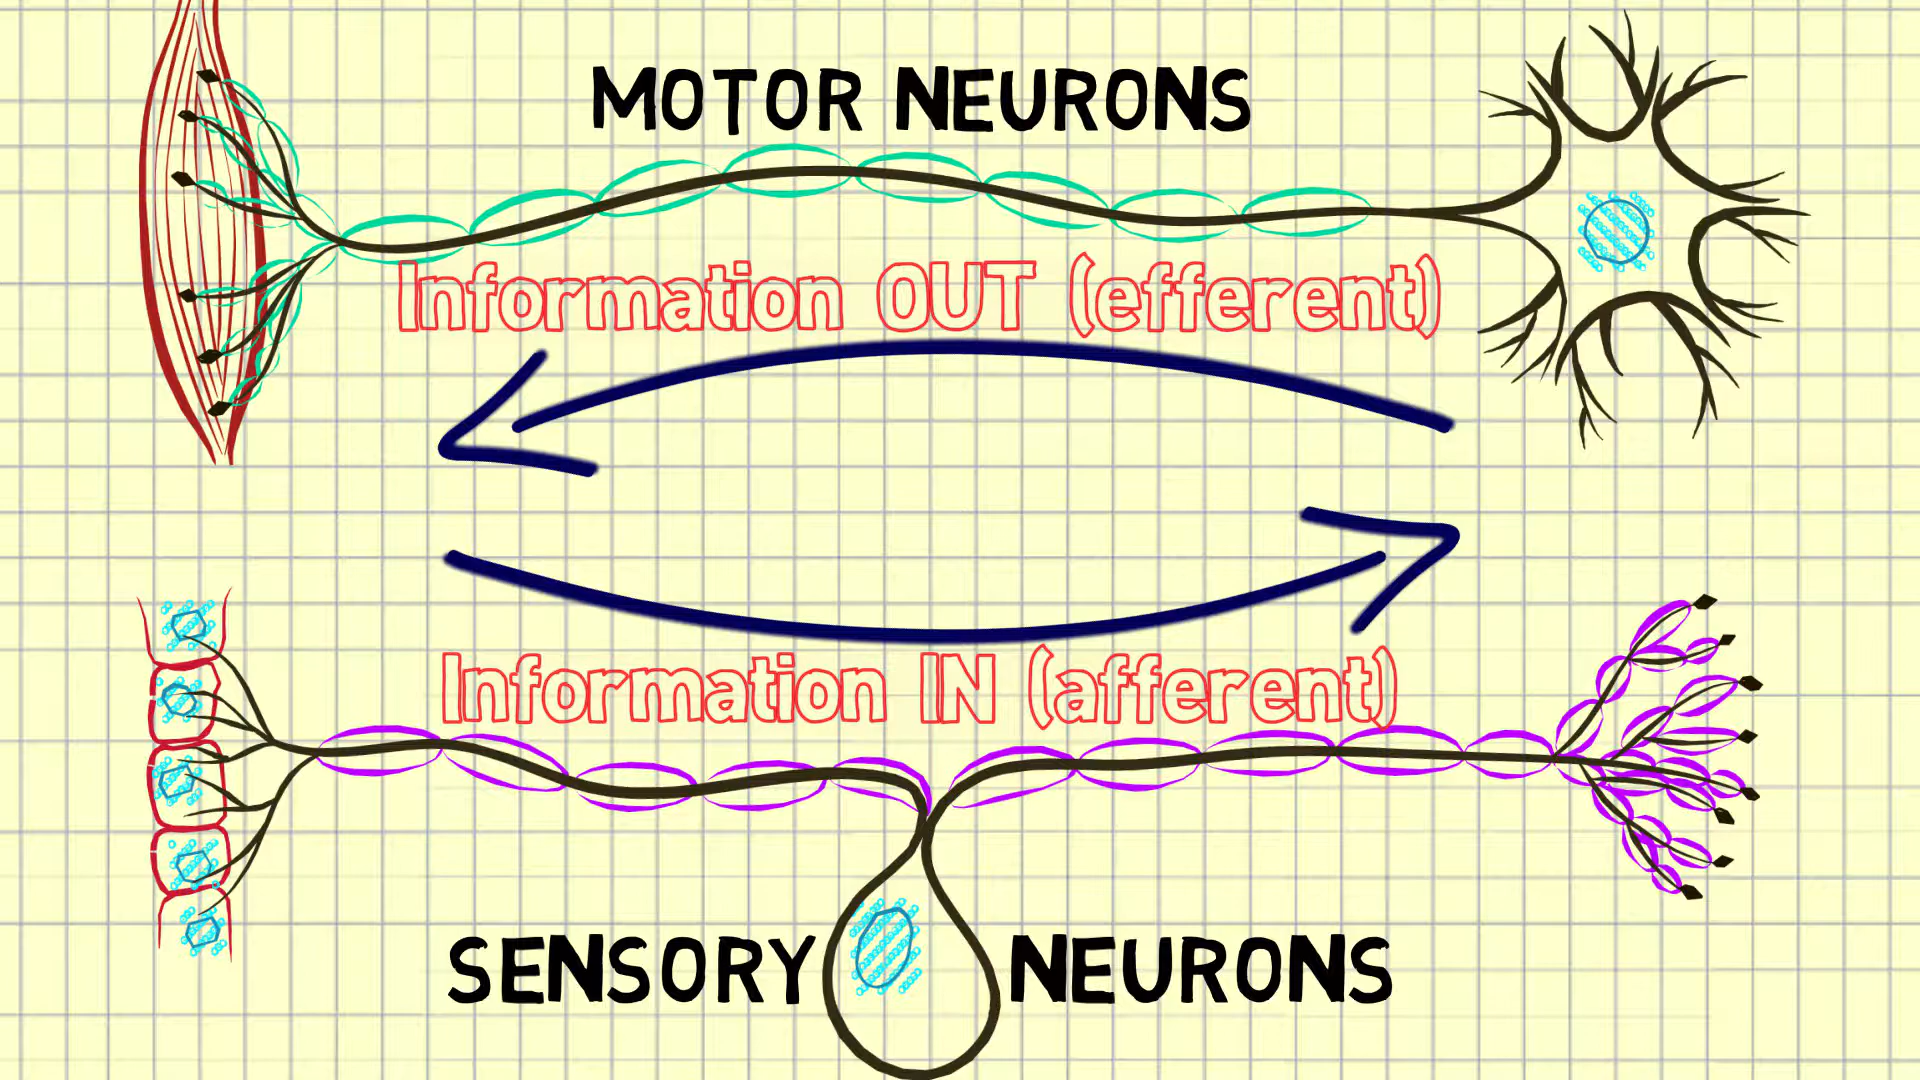 MOTOR NEURONS
Information OUT (efferent)
Information IN (afferent)
SENSORY NEURONS